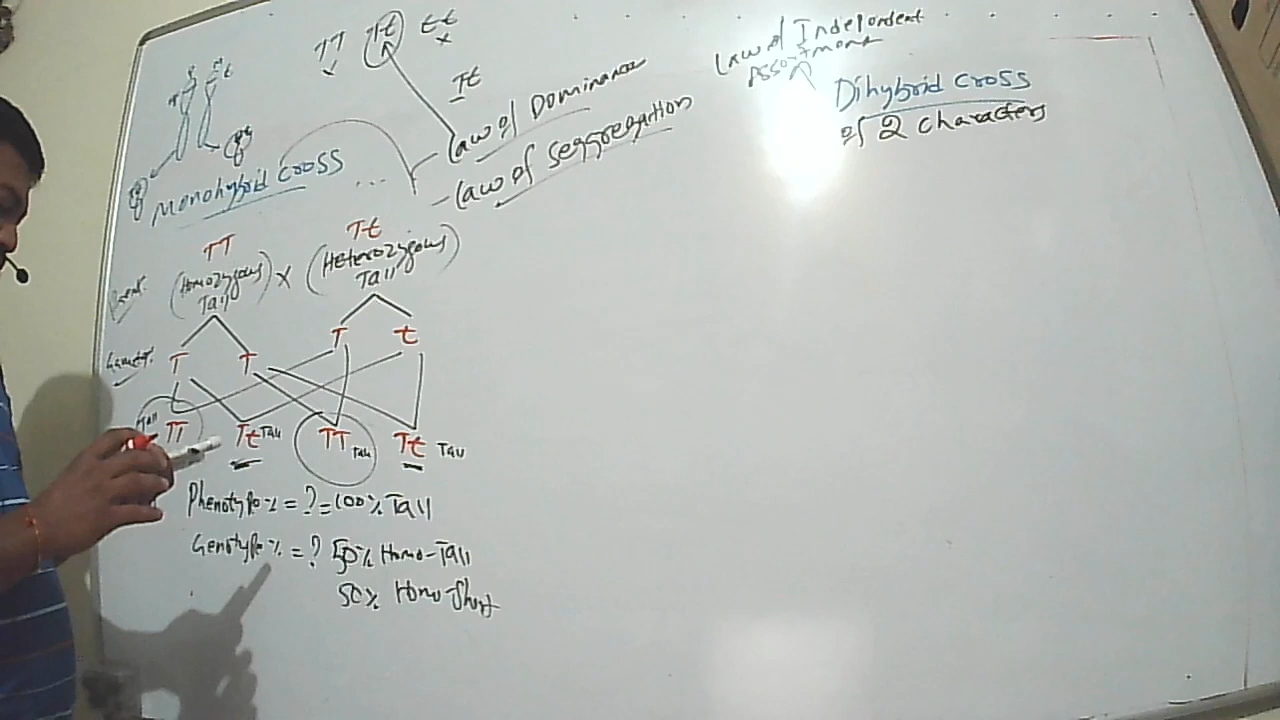 TT Tt tt
Tt
Law of Dominance
Law of Seggregation
Monohybrid Cross ...
Law of Independent
Assortment
Dihybrid Cross
of 2 characters
TT Tt
Parent. (Homozygous Tall) X (Heterozygous Tall)
T T T t
Tall TT Tt Tall TT Tall Tt Tall
Phenotype % = ? = 100% Tall
Genotype % = ? 50% Homo-Tall
50% Homo-Short